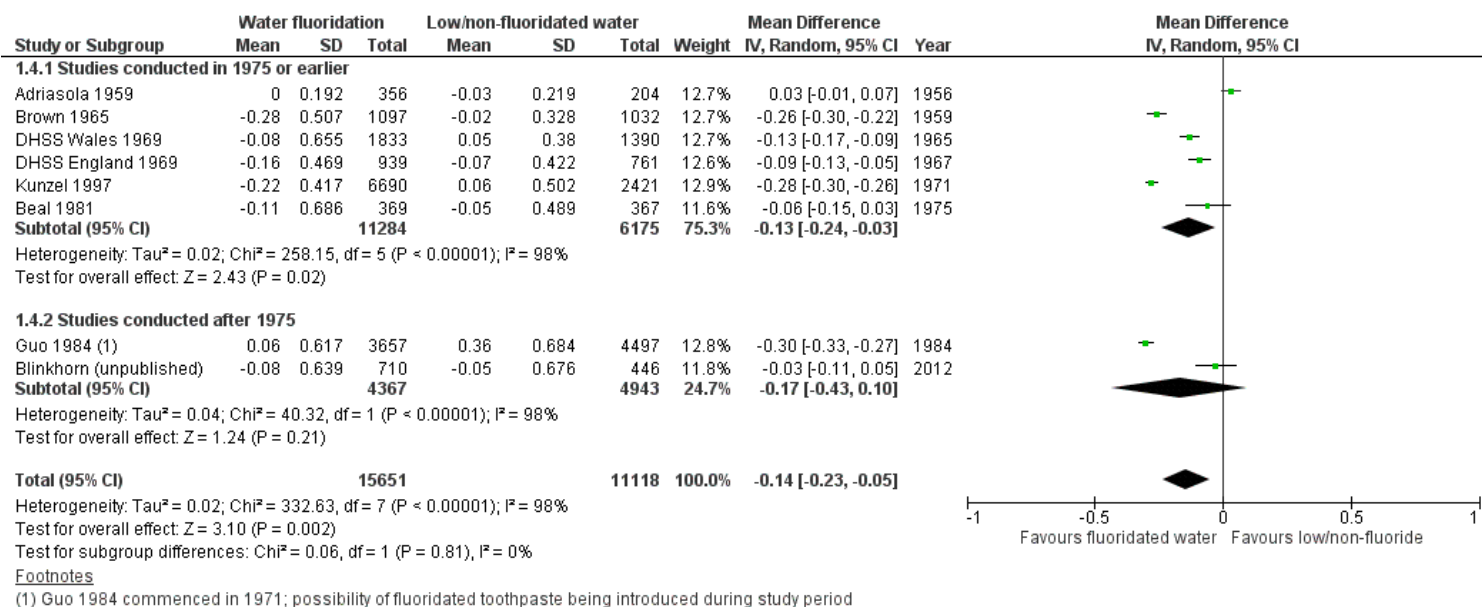 Water fluoridation Low/non-fluoridated water Mean Difference Mean Difference
Study or Subgroup Mean SD Total Mean SD Total Weight IV, Random, 95% CI Year IV, Random, 95% CI
1.4.1 Studies conducted in 1975 or earlier
Adriasola 1959 0 0.192 356 -0.03 0.219 204 12.7% 0.03 [-0.01, 0.07] 1956
Brown 1965 -0.28 0.507 1097 -0.02 0.328 1032 12.7% -0.26 [-0.30, -0.22] 1959
DHSS Wales 1969 -0.08 0.655 1833 0.05 0.38 1390 12.7% -0.13 [-0.17, -0.09] 1965
DHSS England 1969 -0.16 0.469 939 -0.07 0.422 761 12.6% -0.09 [-0.13, -0.05] 1967
Kunzel 1997 -0.22 0.417 6690 0.06 0.502 2421 12.9% -0.28 [-0.30, -0.26] 1971
Beal 1981 -0.11 0.686 369 -0.05 0.489 367 11.6% -0.06 [-0.15, 0.03] 1975
Subtotal (95% CI) 11284 6175 75.3% -0.13 [-0.24, -0.03]
Heterogeneity: Tau² = 0.02; Chi² = 258.15, df = 5 (P < 0.00001); I² = 98%
Test for overall effect: Z = 2.43 (P = 0.02)
1.4.2 Studies conducted after 1975
Guo 1984 (1) 0.06 0.617 3657 0.36 0.684 4497 12.8% -0.30 [-0.33, -0.27] 1984
Blinkhorn (unpublished) -0.08 0.639 710 -0.05 0.676 446 11.8% -0.03 [-0.11, 0.05] 2012
Subtotal (95% CI) 4367 4943 24.7% -0.17 [-0.43, 0.10]
Heterogeneity: Tau² = 0.04; Chi² = 40.32, df = 1 (P < 0.00001); I² = 98%
Test for overall effect: Z = 1.24 (P = 0.21)
Total (95% CI) 15651 11118 100.0% -0.14 [-0.23, -0.05]
Heterogeneity: Tau² = 0.02; Chi² = 332.63, df = 7 (P < 0.00001); I² = 98%
Test for overall effect: Z = 3.10 (P = 0.002)
Test for subgroup differences: Chi² = 0.06, df = 1 (P = 0.81), I² = 0%
-1 -0.5 0 0.5 1
Favours fluoridated water Favours low/non-fluoride
Footnotes
(1) Guo 1984 commenced in 1971; possibility of fluoridated toothpaste being introduced during study period